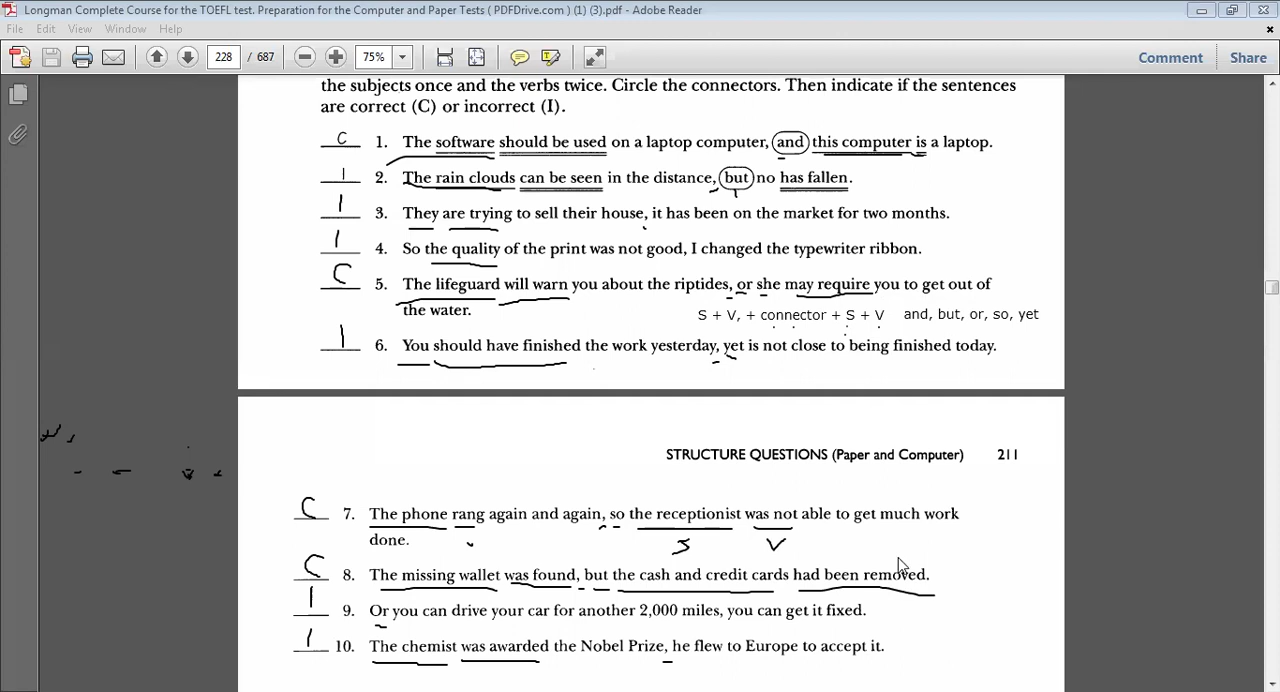 Longman Complete Course for the TOEFL test. Preparation for the Computer and Paper Tests ( PDFDrive.com ) (1) (3).pdf - Adobe Reader
File Edit View Window Help
228 / 687 75% Comment Share
the subjects once and the verbs twice. Circle the connectors. Then indicate if the sentences
are correct (C) or incorrect (I).
C 1. The software should be used on a laptop computer, and this computer is a laptop.
I 2. The rain clouds can be seen in the distance, but no has fallen.
I 3. They are trying to sell their house, it has been on the market for two months.
I 4. So the quality of the print was not good, I changed the typewriter ribbon.
C 5. The lifeguard will warn you about the riptides, or she may require you to get out of
the water.
S + V, + connector + S + V and, but, or, so, yet
I 6. You should have finished the work yesterday, yet is not close to being finished today.
STRUCTURE QUESTIONS (Paper and Computer) 211
C 7. The phone rang again and again, so the receptionist was not able to get much work
done.
S V
C 8. The missing wallet was found, but the cash and credit cards had been removed.
I 9. Or you can drive your car for another 2,000 miles, you can get it fixed.
I 10. The chemist was awarded the Nobel Prize, he flew to Europe to accept it.